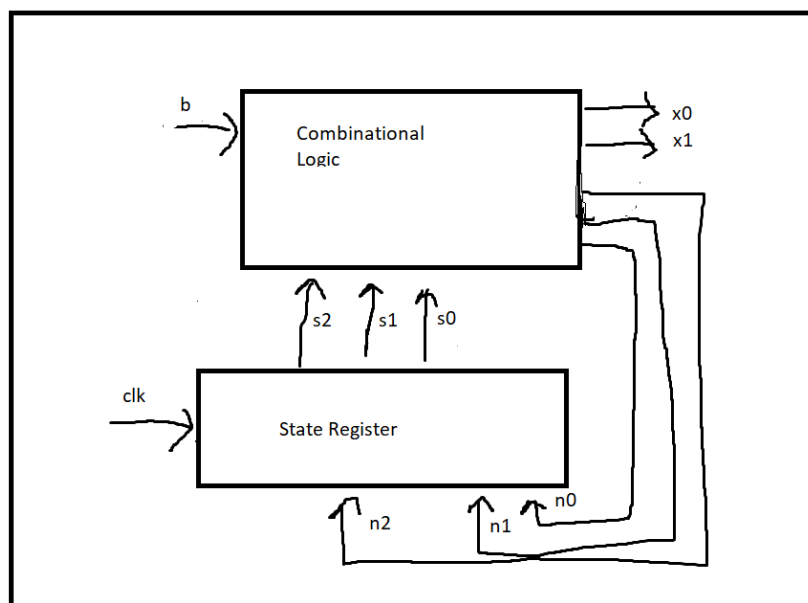 b
Combinational
Logic
x0
x1
s2
s1
s0
clk
State Register
n2
n1
n0